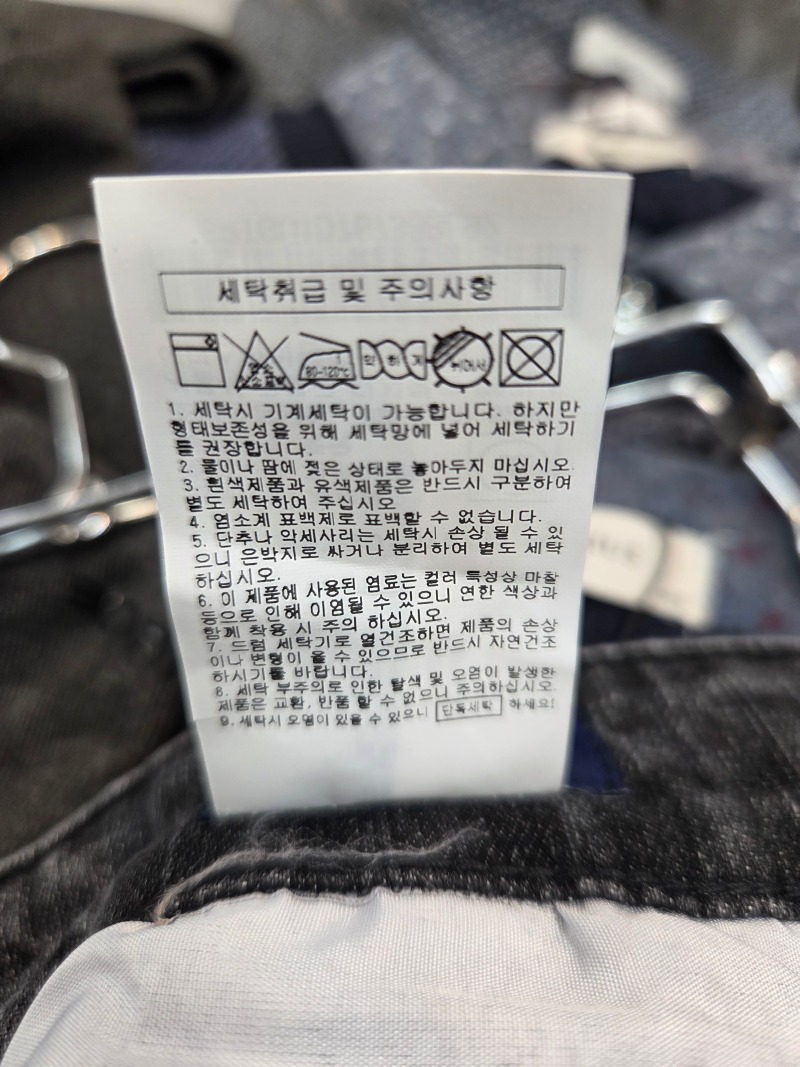 세탁취급 및 주의사항
염소 표백
80~120℃
약하게
뉘어서
1. 세탁시 기계세탁이 가능합니다. 하지만
형태보존성을 위해 세탁망에 넣어 세탁하기
를 권장합니다.
2. 물이나 땀에 젖은 상태로 놓아두지 마십시오.
3. 흰색제품과 유색제품은 반드시 구분하여
별도 세탁하여 주십시오
4. 염소계 표백제로 표백할 수 없습니다.
5. 단추나 악세사리는 세탁시 손상 될 수 있
으니 은박지로 싸거나 분리하여 별도 세탁
하십시오.
6. 이 제품에 사용된 염료는 컬러 특성상 마찰
등으로 인해 이염될 수 있으니 연한 색상과
함께 착용 시 주의 하십시오.
7. 드럼 세탁기로 열건조하면 제품의 손상
이나 변형이 올 수 있으므로 반드시 자연건조
하시기를 바랍니다.
8. 세탁 부주의로 인한 탈색 및 오염이 발생한
제품은 교환, 반품 할 수 없으니 주의하십시오.
9. 세탁시 오염이 있을 수 있으니 단독세탁 하세요!